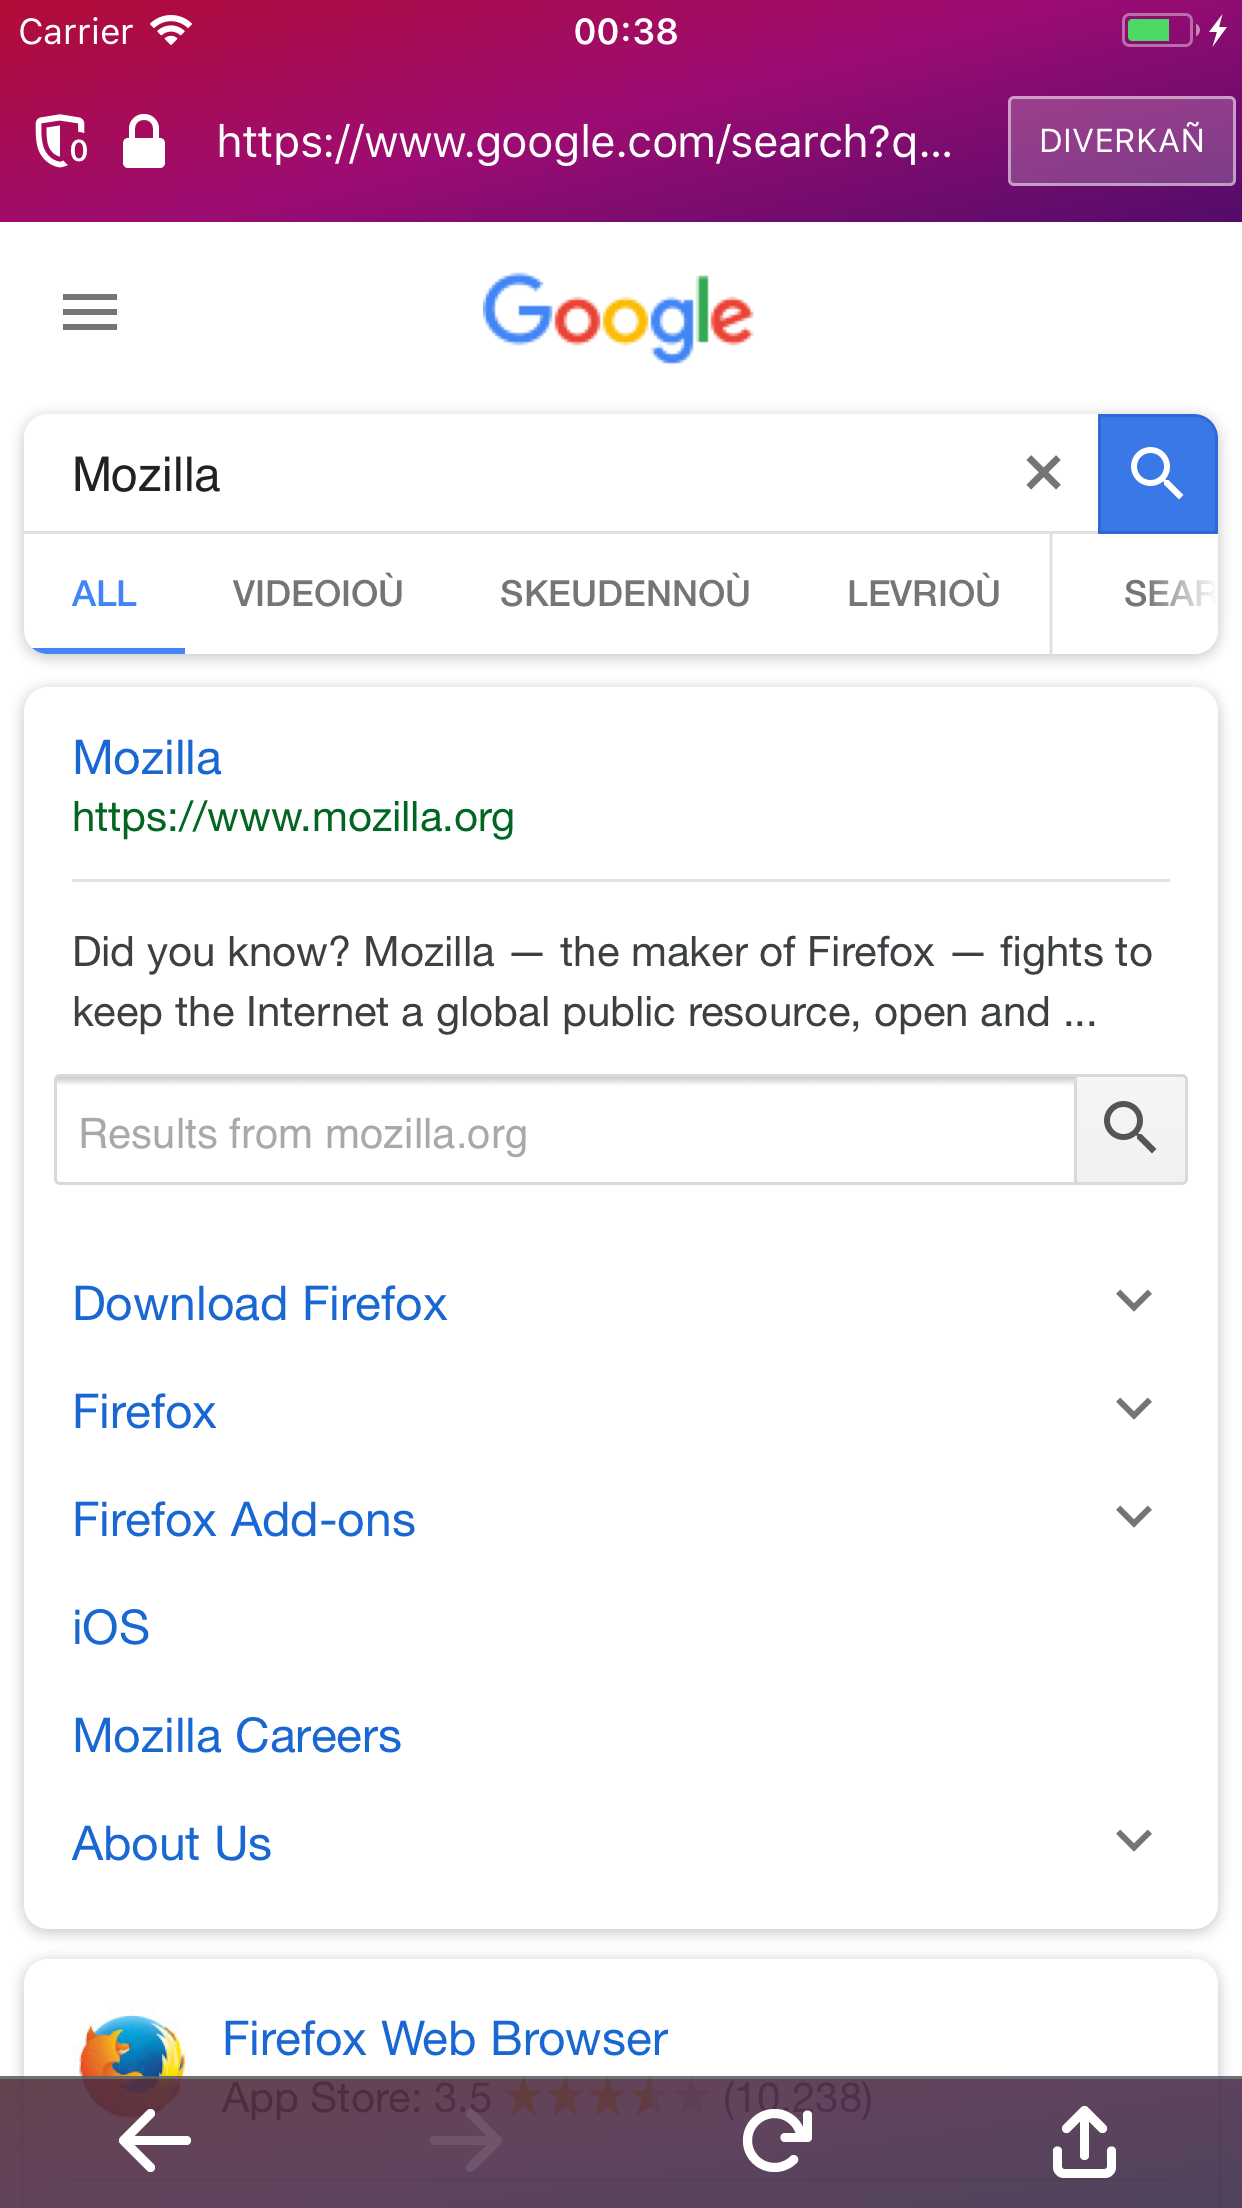 Carrier 00:38
0 https://www.google.com/search?q... DIVERKAÑ
Google
Mozilla
ALL VIDEOIOÙ SKEUDENNOÙ LEVRIOÙ SEAR
Mozilla
https://www.mozilla.org
Did you know? Mozilla — the maker of Firefox — fights to
keep the Internet a global public resource, open and ...
Results from mozilla.org
Download Firefox
Firefox
Firefox Add-ons
iOS
Mozilla Careers
About Us
Firefox Web Browser
App Store: 3.5 (10,238)